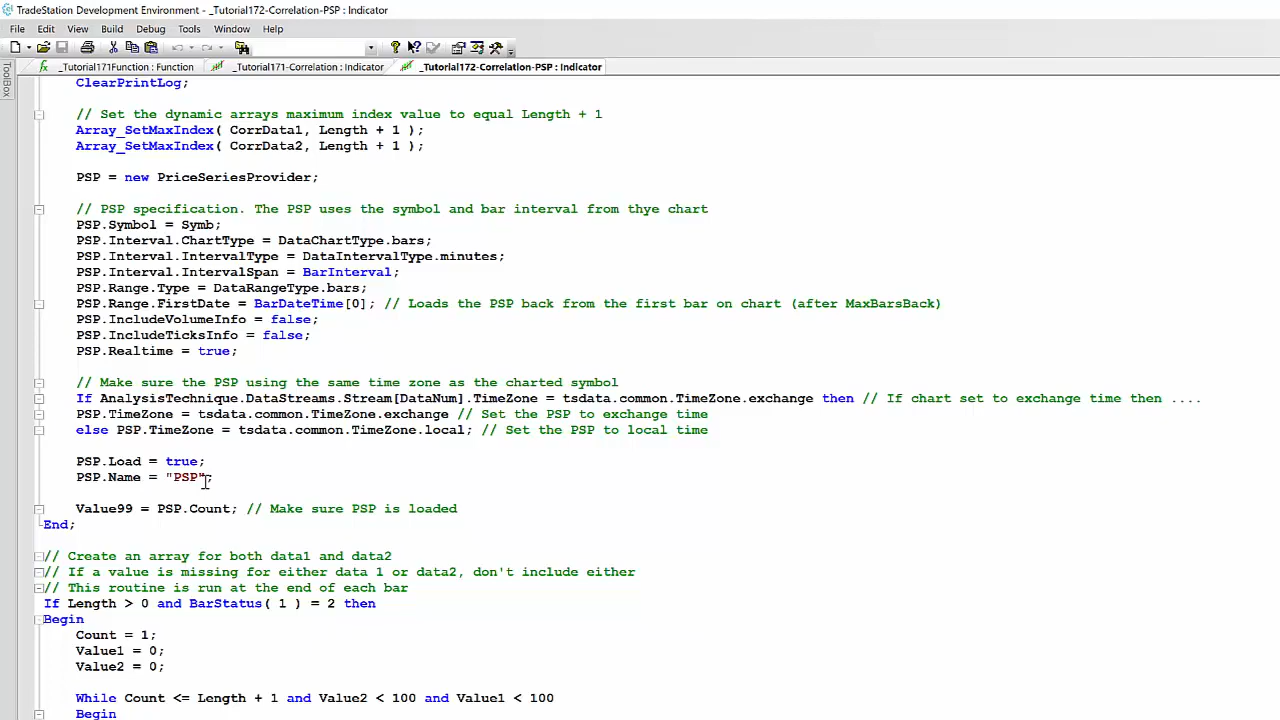 TradeStation Development Environment - _Tutorial172-Correlation-PSP : Indicator
File Edit View Build Debug Tools Window Help
_Tutorial171Function : Function _Tutorial171-Correlation : Indicator _Tutorial172-Correlation-PSP : Indicator
ToolBox
ClearPrintLog;
// Set the dynamic arrays maximum index value to equal Length + 1
Array_SetMaxIndex( CorrData1, Length + 1 );
Array_SetMaxIndex( CorrData2, Length + 1 );
PSP = new PriceSeriesProvider;
// PSP specification. The PSP uses the symbol and bar interval from thye chart
PSP.Symbol = Symb;
PSP.Interval.ChartType = DataChartType.bars;
PSP.Interval.IntervalType = DataIntervalType.minutes;
PSP.Interval.IntervalSpan = BarInterval;
PSP.Range.Type = DataRangeType.bars;
PSP.Range.FirstDate = BarDateTime[0]; // Loads the PSP back from the first bar on chart (after MaxBarsBack)
PSP.IncludeVolumeInfo = false;
PSP.IncludeTicksInfo = false;
PSP.Realtime = true;
// Make sure the PSP using the same time zone as the charted symbol
If AnalysisTechnique.DataStreams.Stream[DataNum].TimeZone = tsdata.common.TimeZone.exchange then // If chart set to exchange time then ....
PSP.TimeZone = tsdata.common.TimeZone.exchange // Set the PSP to exchange time
else PSP.TimeZone = tsdata.common.TimeZone.local; // Set the PSP to local time
PSP.Load = true;
PSP.Name = "PSP";
Value99 = PSP.Count; // Make sure PSP is loaded
End;
// Create an array for both data1 and data2
// If a value is missing for either data 1 or data2, don't include either
// This routine is run at the end of each bar
If Length > 0 and BarStatus( 1 ) = 2 then
Begin
Count = 1;
Value1 = 0;
Value2 = 0;
While Count <= Length + 1 and Value2 < 100 and Value1 < 100
Begin